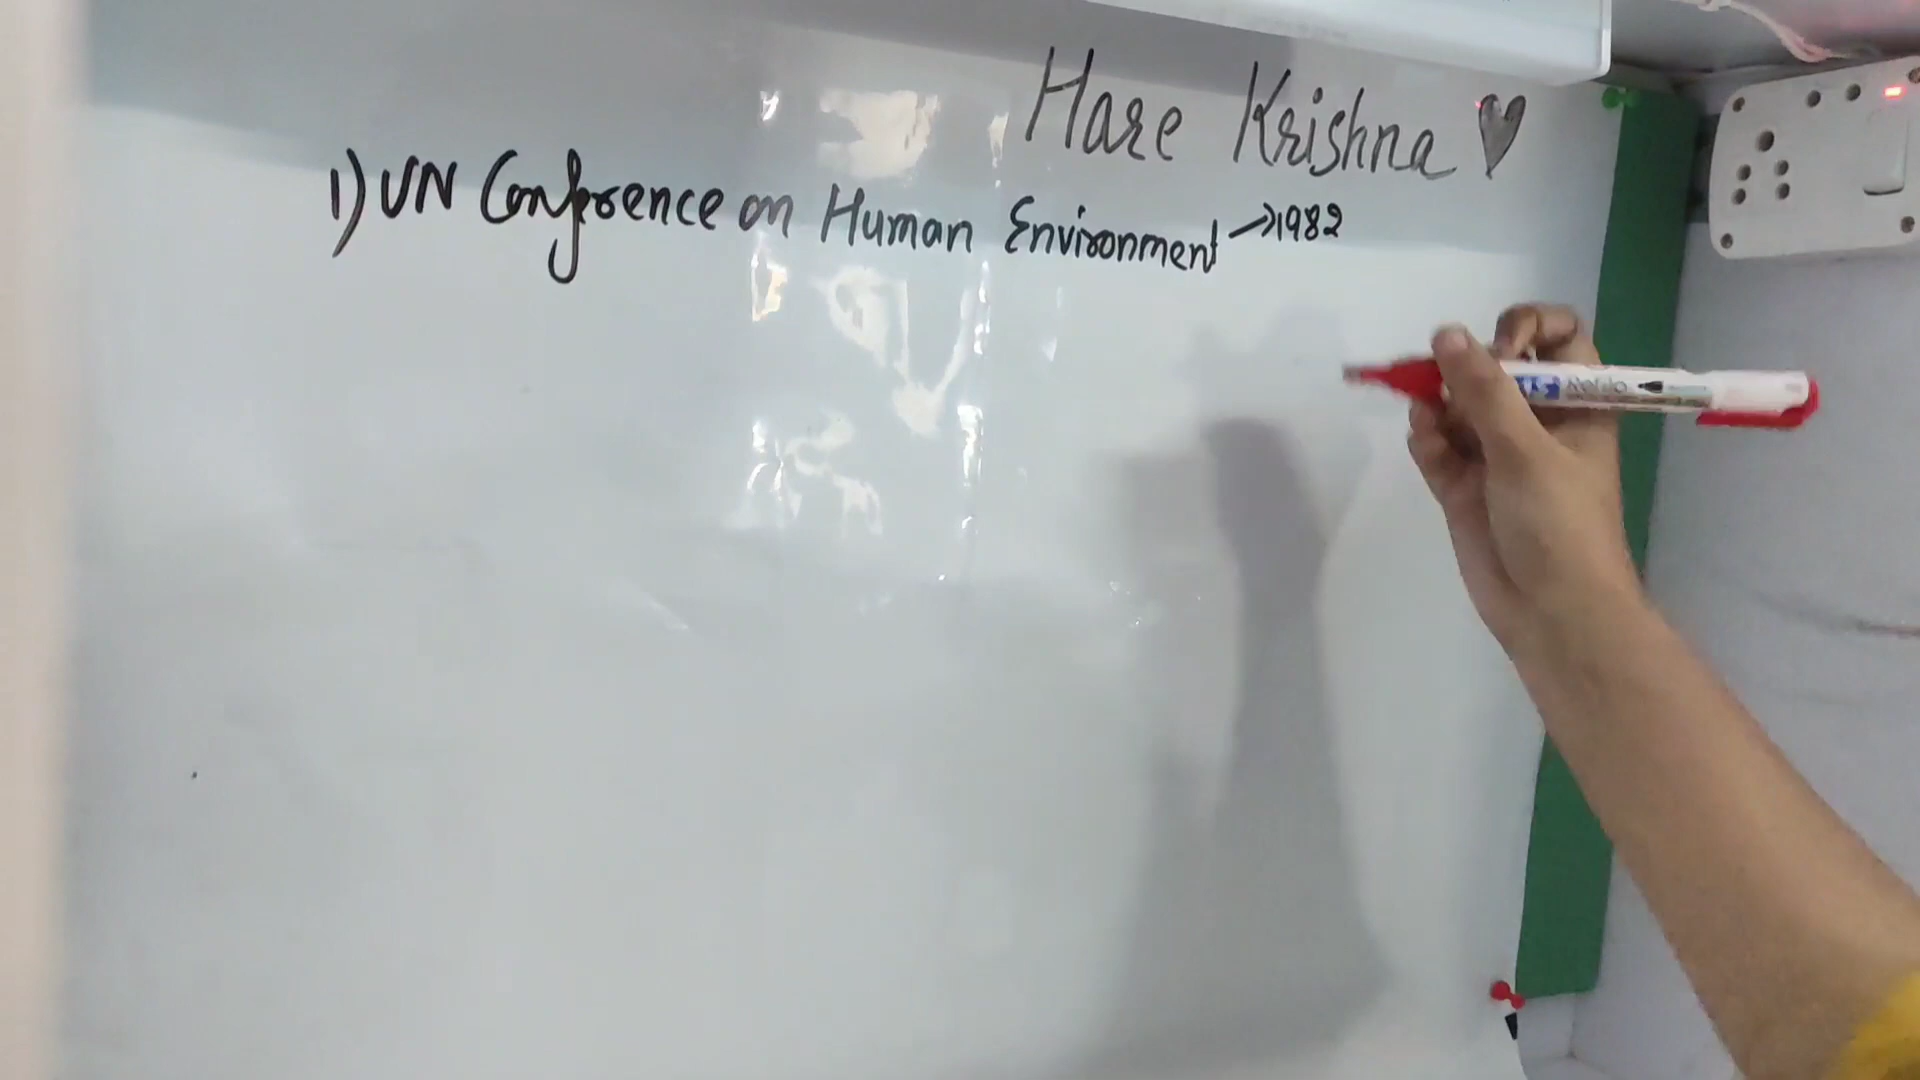 Hare Krishna ♥
1) UN Conference on Human Environment →1982